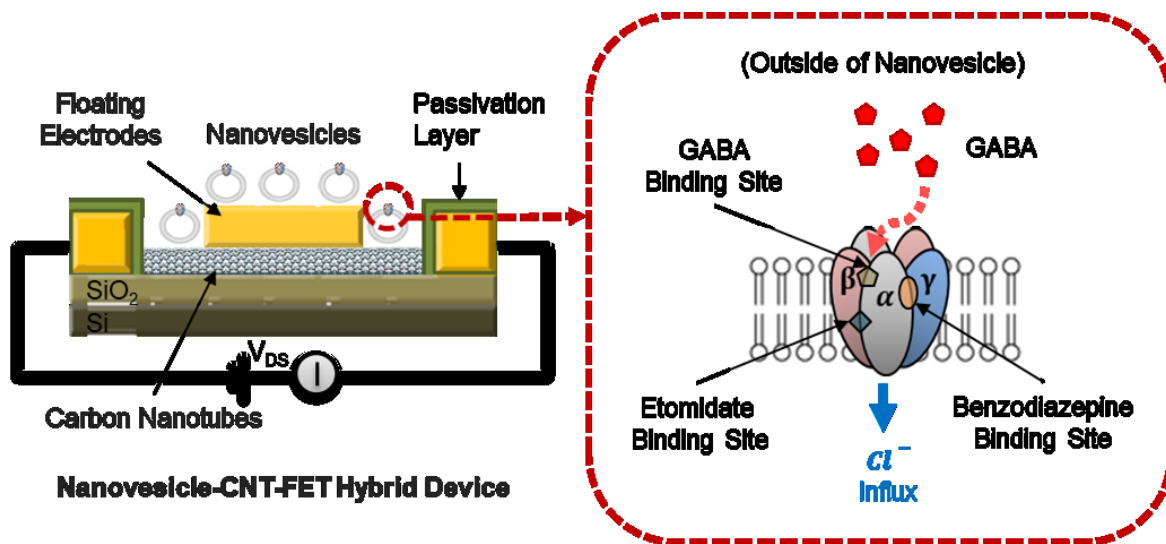 Floating
Electrodes
Nanovesicles
Passivation
Layer
SiO2
Si
VDS
I
Carbon Nanotubes
Nanovesicle-CNT-FET Hybrid Device
(Outside of Nanovesicle)
GABA
Binding Site
GABA
β
α
γ
Etomidate
Binding Site
Benzodiazepine
Binding Site
Cl⁻
Influx